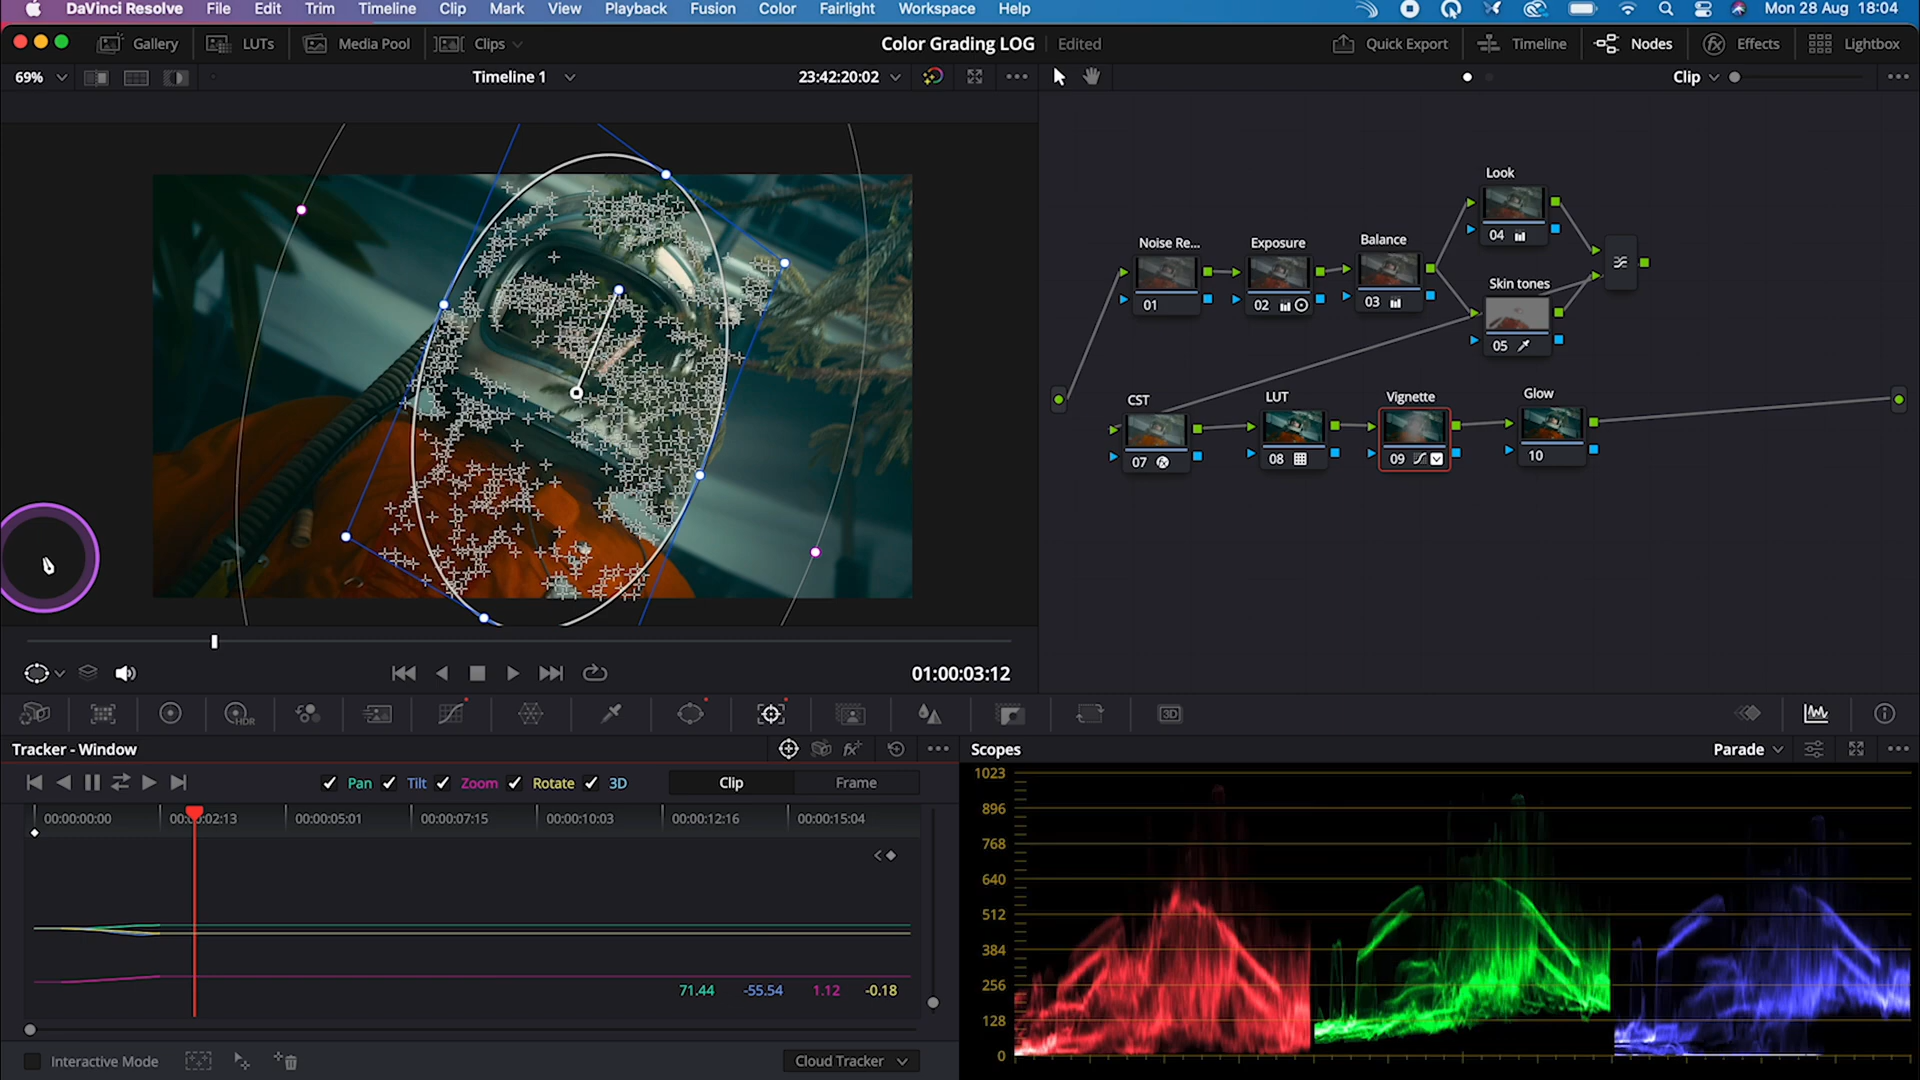 DaVinci Resolve File Edit Trim Timeline Clip Mark View Playback Fusion Color Fairlight Workspace Help Mon 28 Aug 18:04
Gallery LUTs Media Pool Clips Color Grading LOG Edited Quick Export Timeline Nodes Effects Lightbox
69% Timeline 1 23:42:20:02 Clip
Look
Noise Re... Exposure Balance
04
Skin tones
01 02 03
05
CST LUT Vignette Glow
07 08 09 10
01:00:03:12
HDR 3D
Tracker - Window Scopes Parade
Pan Tilt Zoom Rotate 3D Clip Frame
00:00:00:00 00:00:02:13 00:00:05:01 00:00:07:15 00:00:10:03 00:00:12:16 00:00:15:04
71.44 -55.54 1.12 -0.18
Interactive Mode Cloud Tracker
1023
896
768
640
512
384
256
128
0